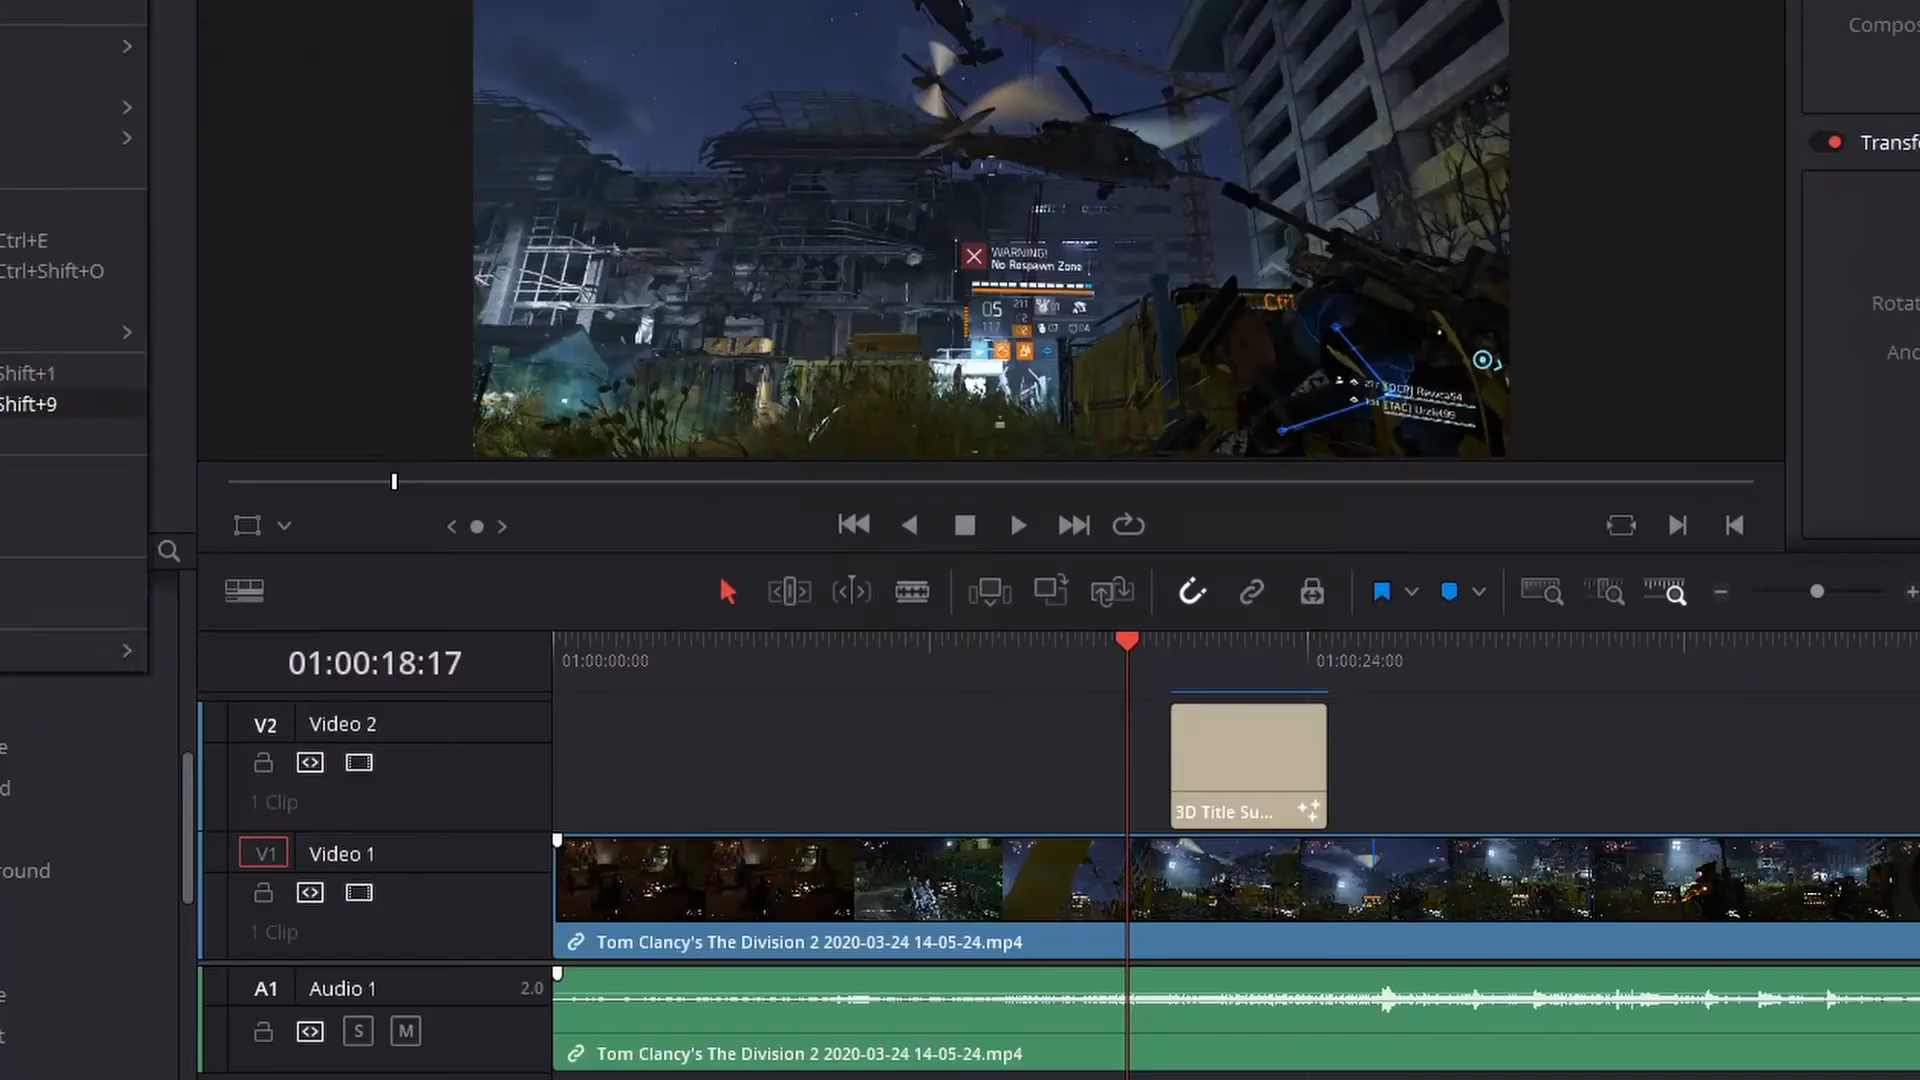 Compos
Transfo
Ctrl+E
Ctrl+Shift+O
WARNING!
No Respawn Zone
05
211
02
Rotat
Anc
Shift+1
Shift+9
01:00:18:17
01:00:00:00
01:00:24:00
V2 Video 2
1 Clip
3D Title Su...
V1 Video 1
1 Clip
round
Tom Clancy's The Division 2 2020-03-24 14-05-24.mp4
A1 Audio 1 2.0
S M
Tom Clancy's The Division 2 2020-03-24 14-05-24.mp4